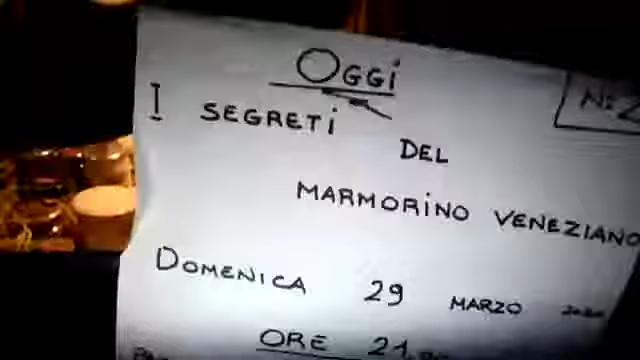 OGGI
I SEGRETI DEL
MARMORINO VENEZIANO
DOMENICA 29 MARZO
ORE 21